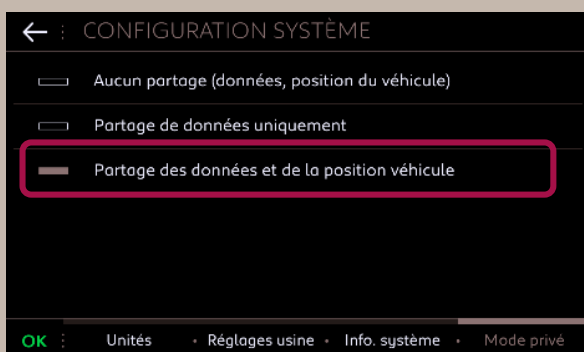 CONFIGURATION SYSTÈME
Aucun partage (données, position du véhicule)
Partage de données uniquement
Partage des données et de la position véhicule
OK Unités • Réglages usine • Info. système • Mode privé